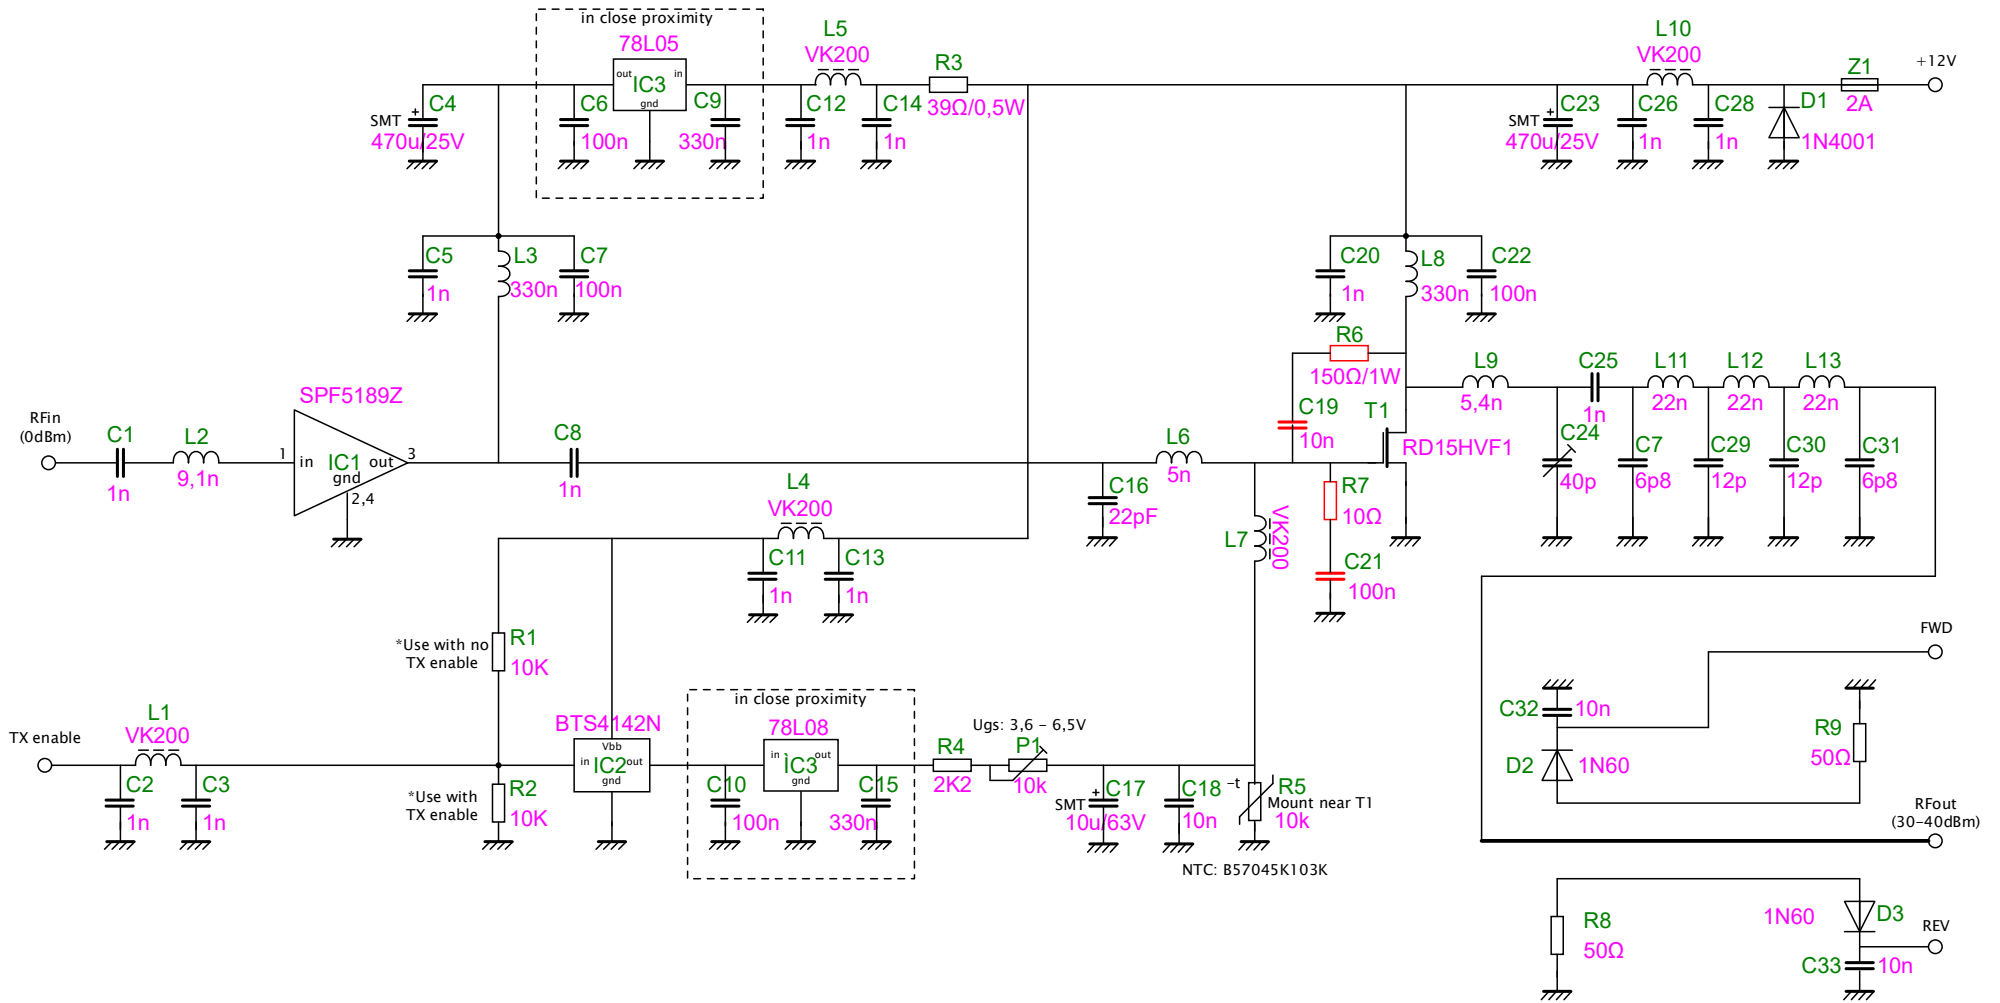 in close proximity
78L05
out
IC3
in
gnd
C4
SMT
+
470u/25V
C6
100n
C9
330n
L5
VK200
C12
1n
C14
1n
R3
39Ω/0,5W
L10
VK200
C23
SMT
+
470u/25V
C26
1n
C28
1n
D1
1N4001
Z1
2A
+12V
C5
1n
L3
330n
C7
100n
C20
1n
L8
330n
C22
100n
R6
150Ω/1W
C19
10n
T1
RD15HVF1
L9
5,4n
C25
1n
L11
22n
L12
22n
L13
22n
C24
40p
C7
6p8
C29
12p
C30
12p
C31
6p8
RFin
(0dBm)
C1
1n
L2
9,1n
SPF5189Z
1
in
IC1
out
3
gnd
2,4
C8
1n
L4
VK200
C11
1n
C13
1n
C16
22pF
L6
5n
L7
VK200
R7
10Ω
C21
100n
*Use with no
TX enable
R1
10K
TX enable
L1
VK200
C2
1n
C3
1n
*Use with
TX enable
R2
10K
BTS4142N
Vbb
in
IC2
out
gnd
in close proximity
78L08
in
ÌC3
out
gnd
C10
100n
C15
330n
R4
2K2
Ugs: 3,6 – 6,5V
P1
10k
C17
SMT
+
10u/63V
C18
10n
-t
R5
Mount near T1
10k
NTC: B57045K103K
FWD
C32
10n
D2
1N60
R9
50Ω
RFout
(30-40dBm)
R8
50Ω
1N60
D3
REV
C33
10n